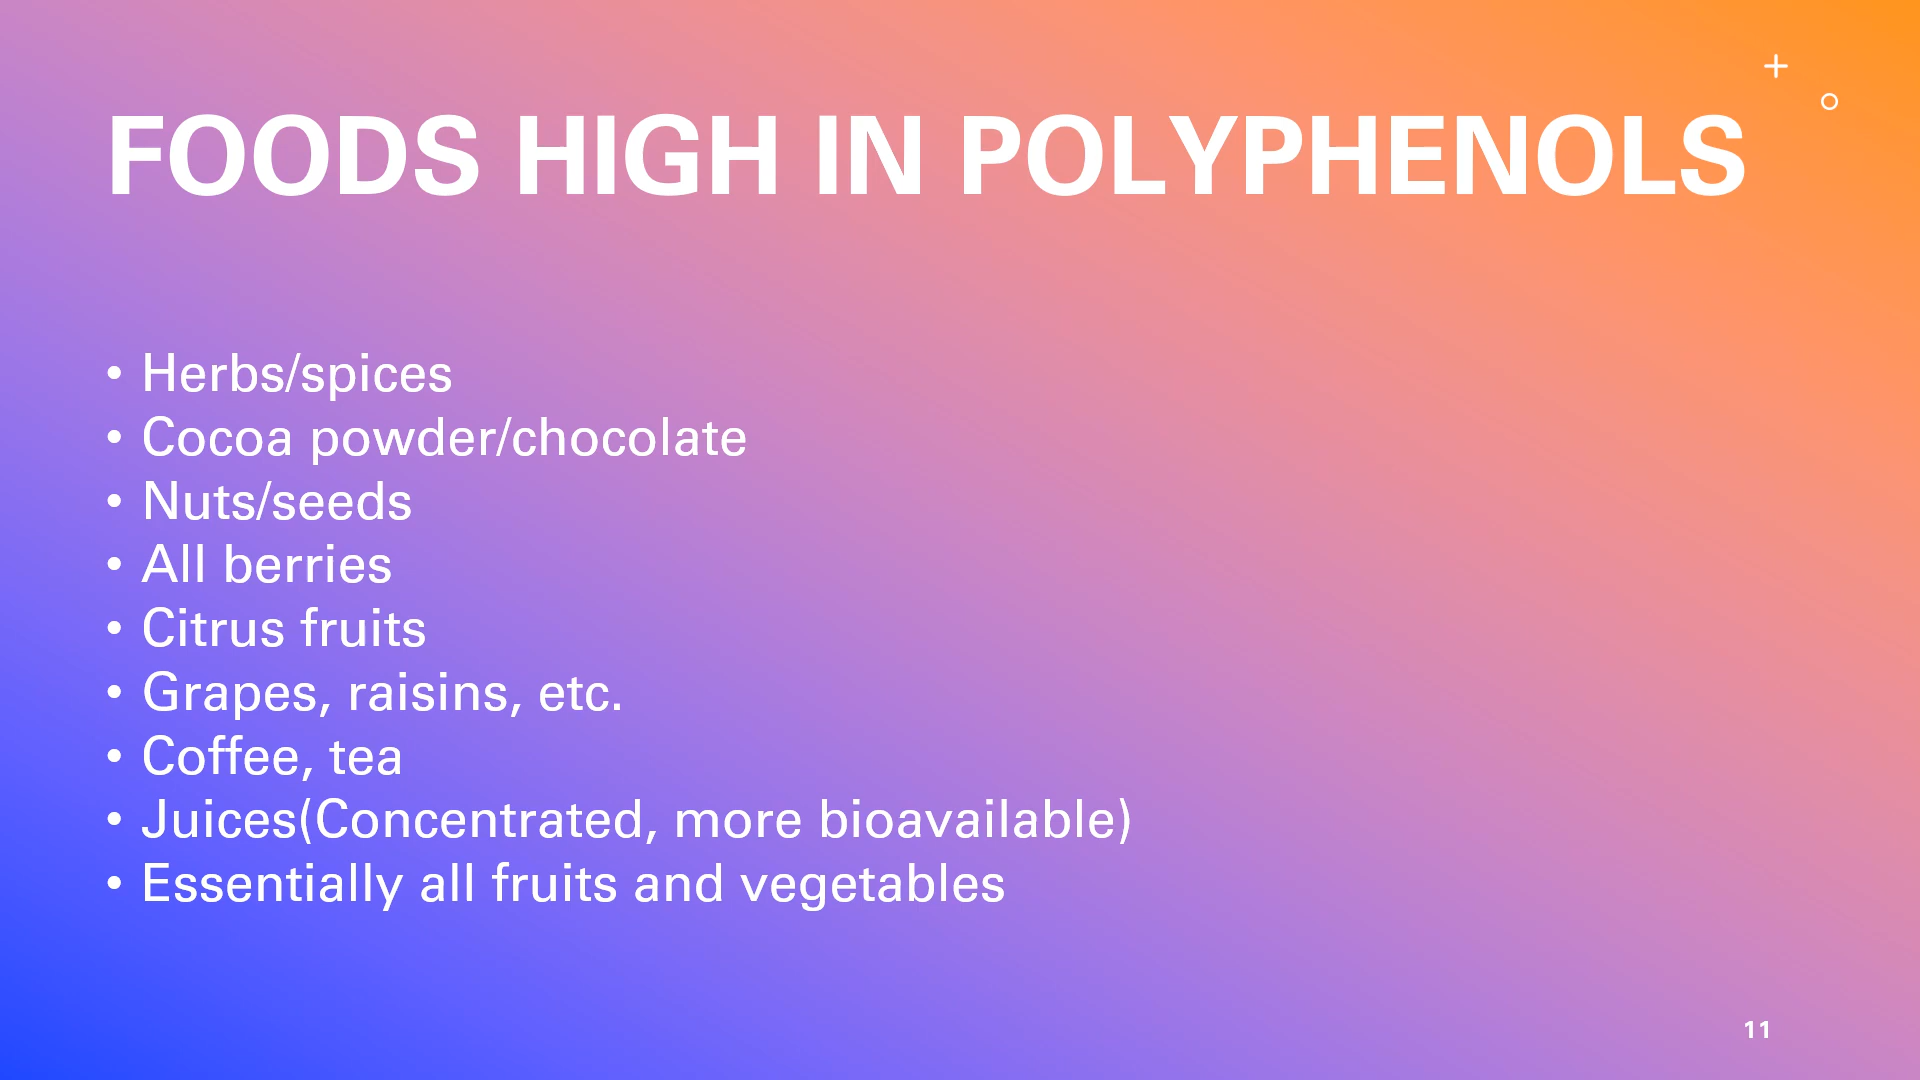 FOODS HIGH IN POLYPHENOLS
• Herbs/spices
• Cocoa powder/chocolate
• Nuts/seeds
• All berries
• Citrus fruits
• Grapes, raisins, etc.
• Coffee, tea
• Juices(Concentrated, more bioavailable)
• Essentially all fruits and vegetables
11